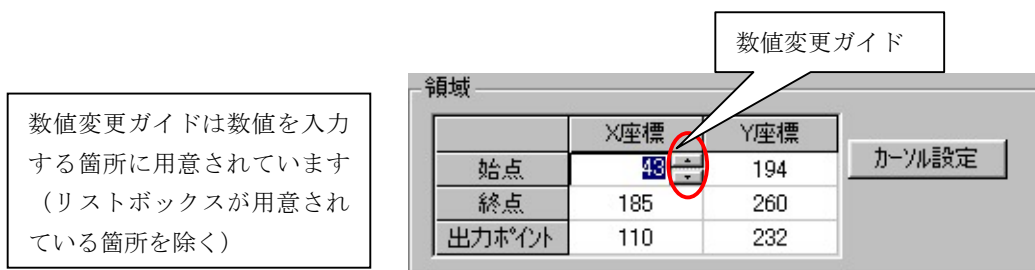 数値変更ガイド
数値変更ガイドは数値を入力
する箇所に用意されています
(リストボックスが用意され
ている箇所を除く)
領域
X座標 Y座標
始点 43 194
終点 185 260
出力ポイント 110 232
カーソル設定